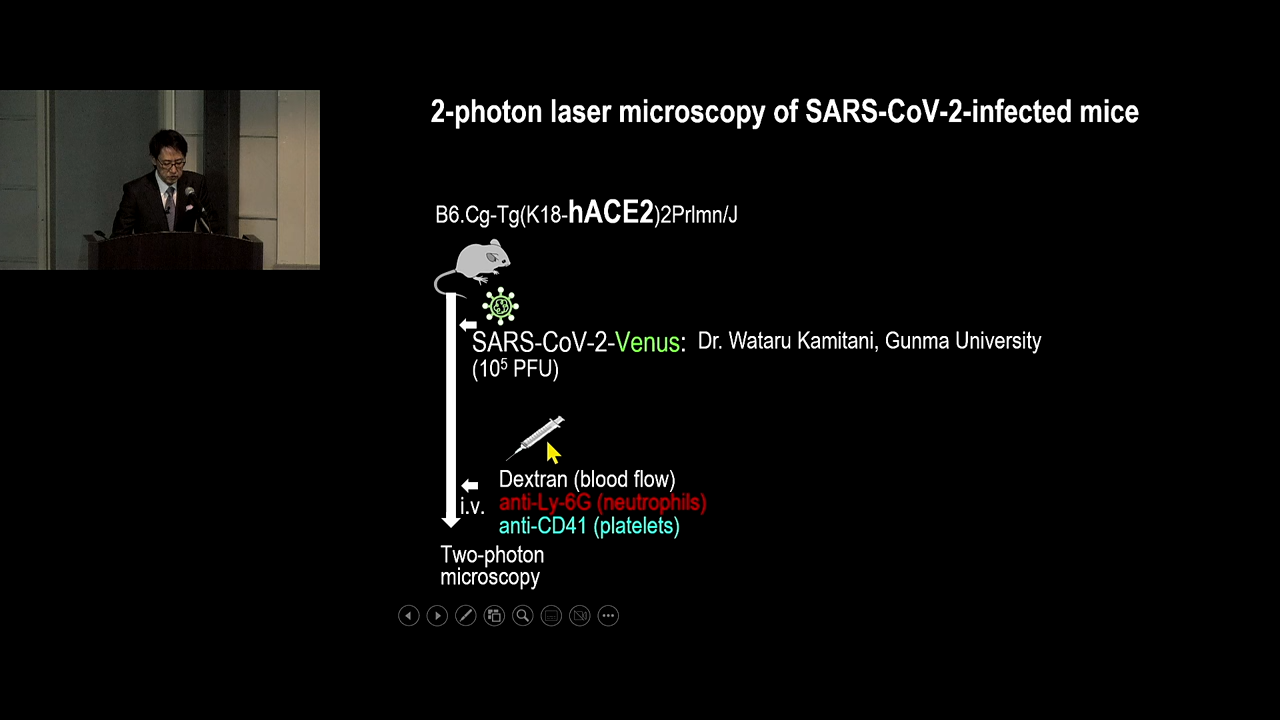 2-photon laser microscopy of SARS-CoV-2-infected mice
B6.Cg-Tg(K18-hACE2)2Prlmn/J
SARS-CoV-2-Venus: Dr. Wataru Kamitani, Gunma University
(10⁵ PFU)
Dextran (blood flow)
i.v. anti-Ly-6G (neutrophils)
anti-CD41 (platelets)
Two-photon
microscopy